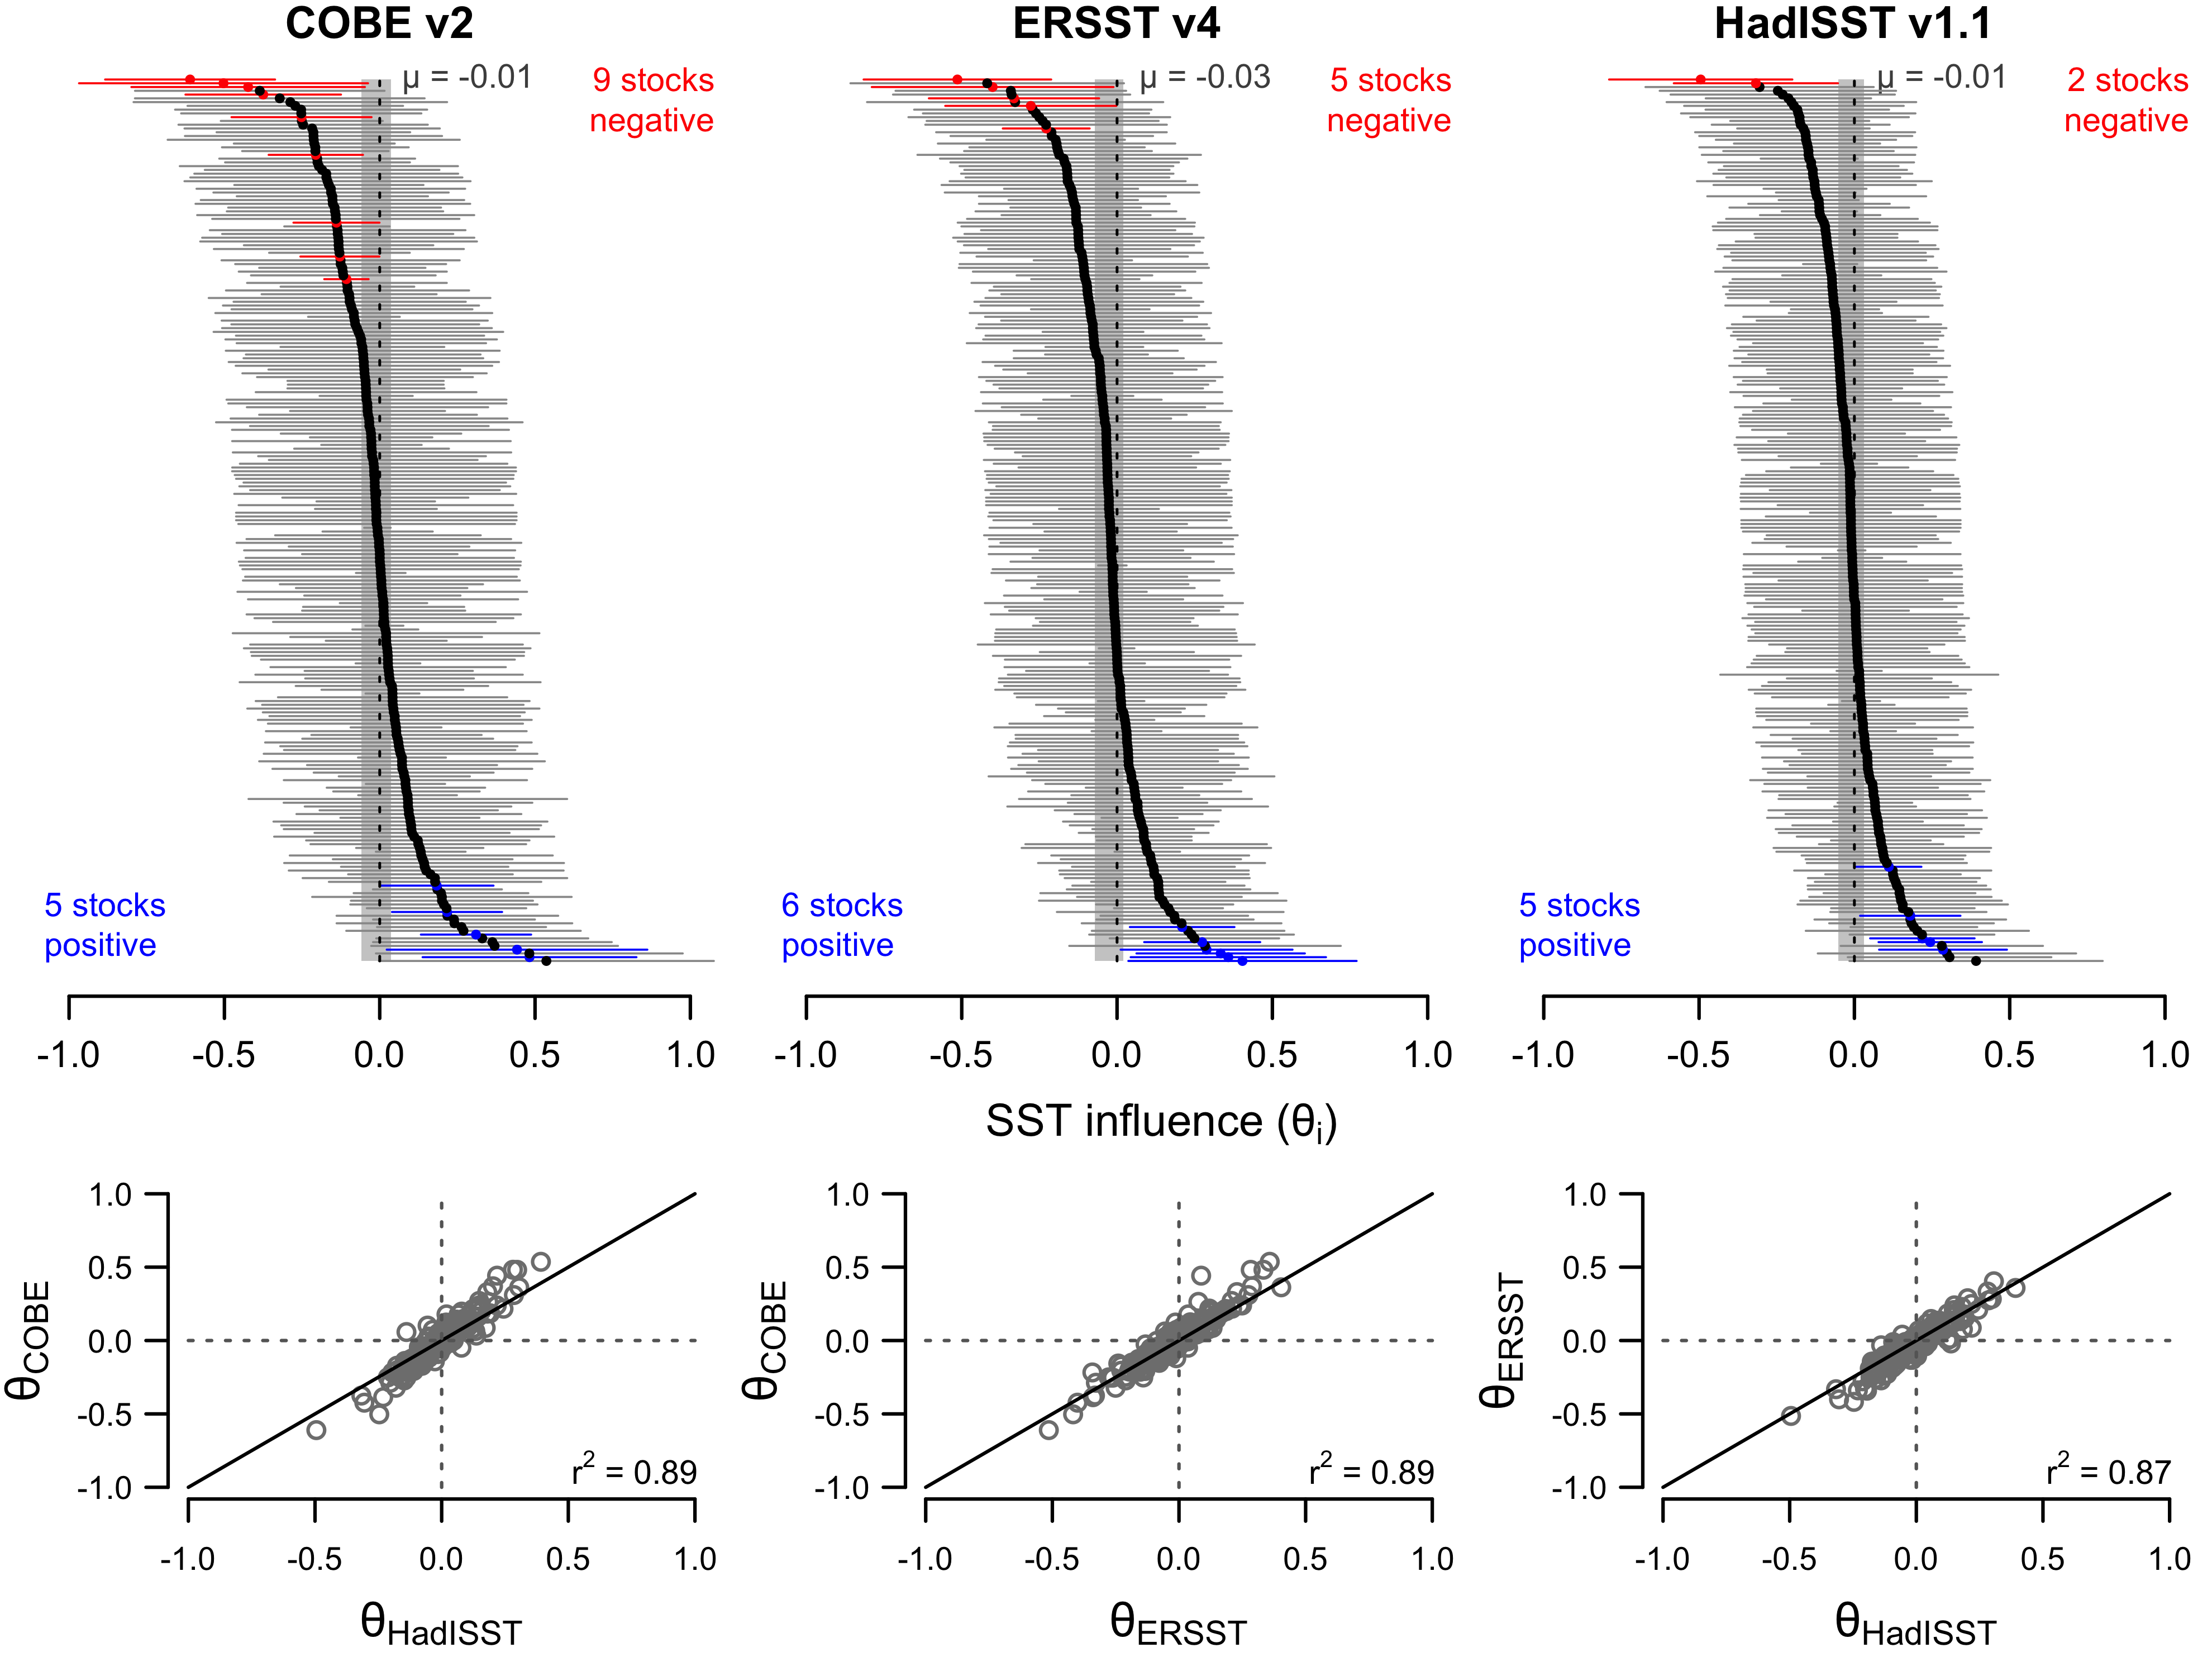 COBE v2
ERSST v4
HadISST v1.1
μ = -0.01
9 stocks
negative
μ = -0.03
5 stocks
negative
μ = -0.01
2 stocks
negative
5 stocks
positive
6 stocks
positive
5 stocks
positive
-1.0 -0.5 0.0 0.5 1.0
-1.0 -0.5 0.0 0.5 1.0
-1.0 -0.5 0.0 0.5 1.0
SST influence (θi)
θCOBE
1.0
0.5
0.0
-0.5
-1.0
r2 = 0.89
-1.0 -0.5 0.0 0.5 1.0
θHadISST
θCOBE
1.0
0.5
0.0
-0.5
-1.0
r2 = 0.89
-1.0 -0.5 0.0 0.5 1.0
θERSST
θERSST
1.0
0.5
0.0
-0.5
-1.0
r2 = 0.87
-1.0 -0.5 0.0 0.5 1.0
θHadISST